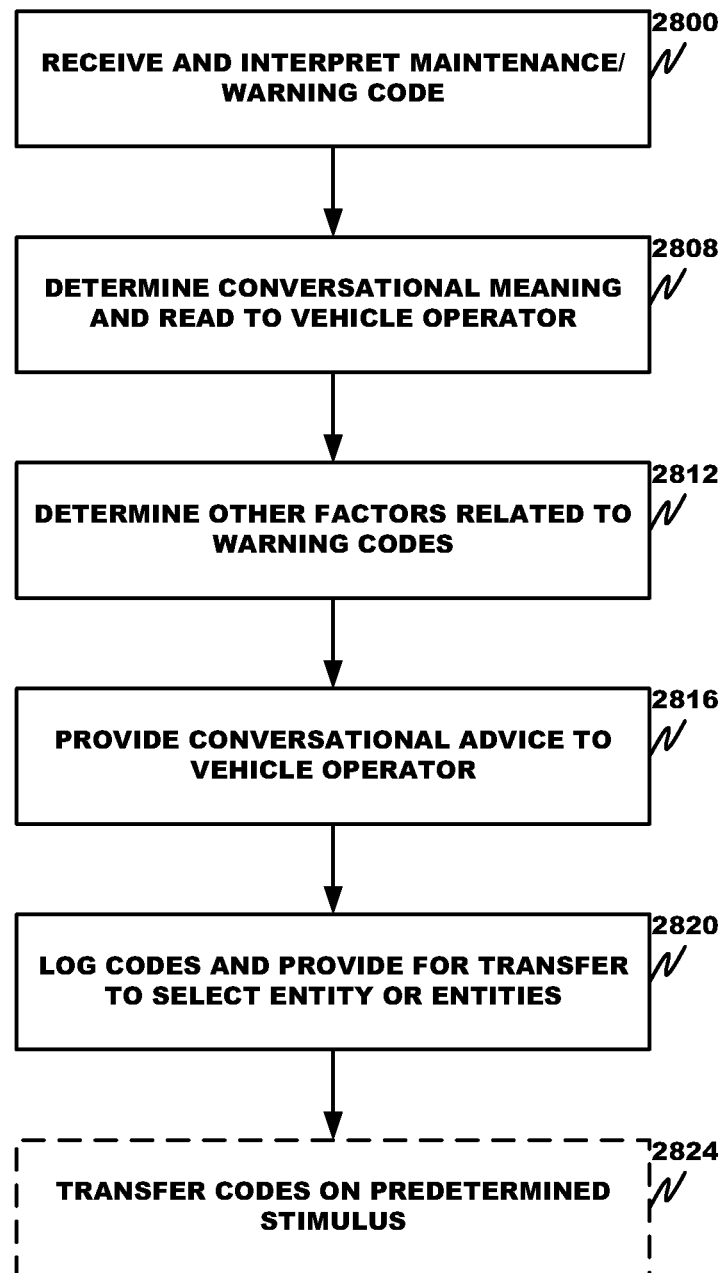 2800
RECEIVE AND INTERPRET MAINTENANCE/
WARNING CODE
2808
DETERMINE CONVERSATIONAL MEANING
AND READ TO VEHICLE OPERATOR
2812
DETERMINE OTHER FACTORS RELATED TO
WARNING CODES
2816
PROVIDE CONVERSATIONAL ADVICE TO
VEHICLE OPERATOR
2820
LOG CODES AND PROVIDE FOR TRANSFER
TO SELECT ENTITY OR ENTITIES
2824
TRANSFER CODES ON PREDETERMINED
STIMULUS